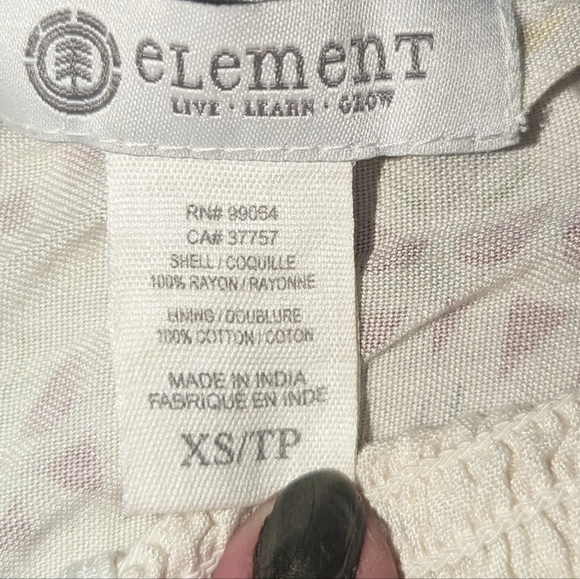 eLemenT
LIVE · LEARN · GROW
RN# 99064
CA# 37757
SHELL / COQUILLE
100% RAYON / RAYONNE
LINING / DOUBLURE
100% COTTON / COTON
MADE IN INDIA
FABRIQUE EN INDE
XS/TP